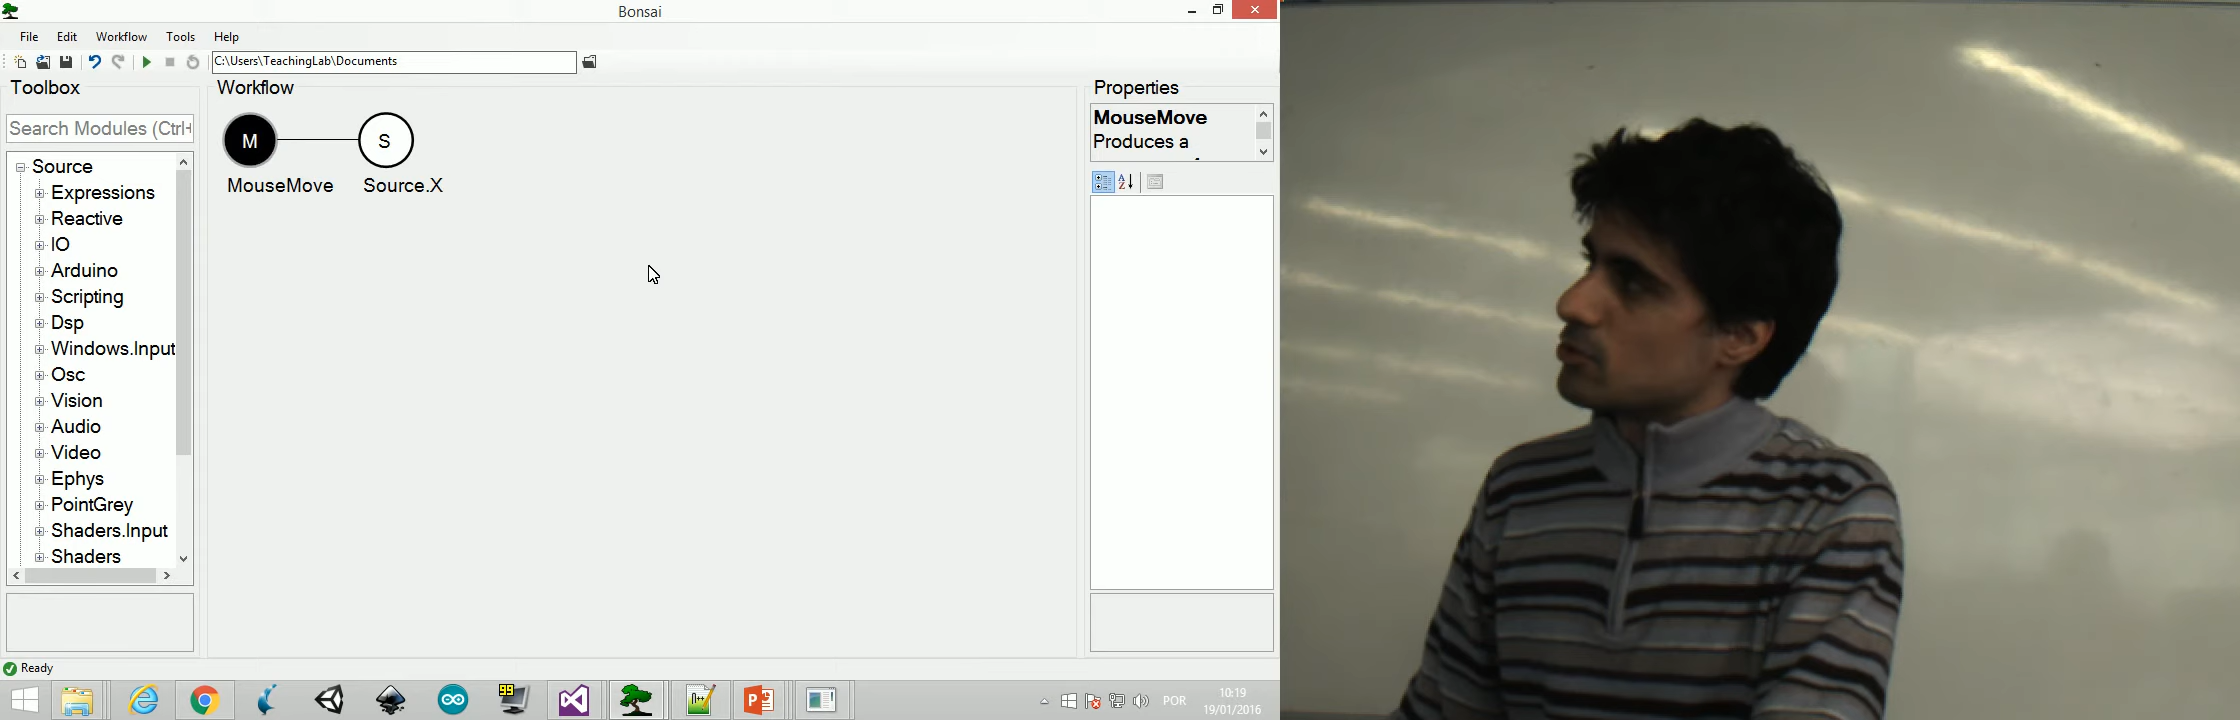 Bonsai
File Edit Workflow Tools Help
C:\Users\TeachingLab\Documents
Toolbox
Workflow
Properties
Search Modules (Ctrl+
M
S
MouseMove
Source.X
MouseMove
Produces a
Source
Expressions
Reactive
IO
Arduino
Scripting
Dsp
Windows.Input
Osc
Vision
Audio
Video
Ephys
PointGrey
Shaders.Input
Shaders
Ready
99
POR
10:19
19/01/2016